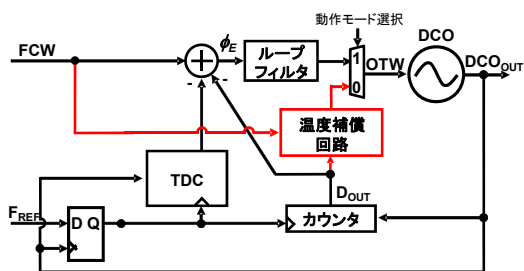 動作モード選択
FCW
ϕE
ループ
フィルタ
1
0
OTW
DCO
DCOOUT
+
-
-
温度補償
回路
TDC
DOUT
FREF
D Q
カウンタ